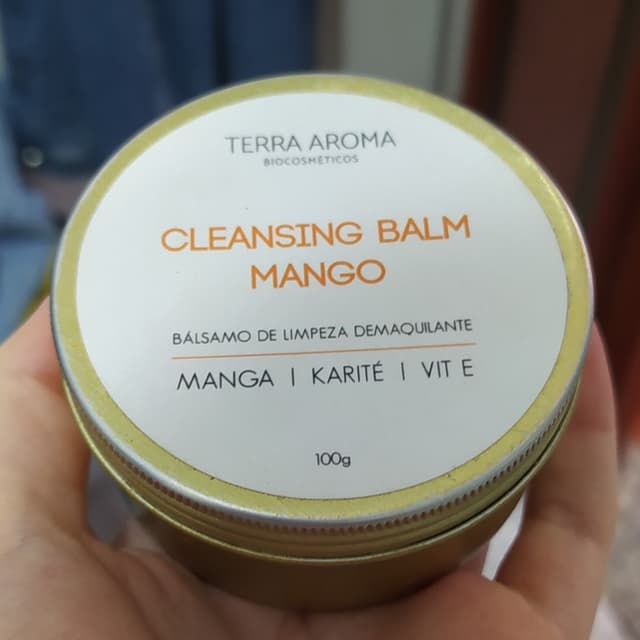 TERRA AROMA
BIOCOSMÉTICOS
CLEANSING BALM
MANGO
BÁLSAMO DE LIMPEZA DEMAQUILANTE
MANGA | KARITÉ | VIT E
100g